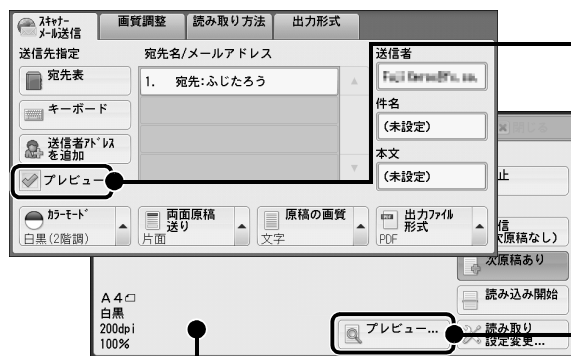 スキャナー
メール送信
画質調整
読み取り方法
出力形式
送信先指定
宛先名/メールアドレス
送信者
宛先表
1. 宛先:ふじたろう
キーボード
件名
(未設定)
送信者アドレス
を追加
本文
(未設定)
プレビュー
カラーモード
白黒(2階調)
両面原稿
送り
片面
原稿の画質
文字
出力ファイル
形式
PDF
止
信
次原稿なし)
次原稿あり
A4
白黒
200dpi
100%
読み込み開始
プレビュー...
読み取り
設定変更...